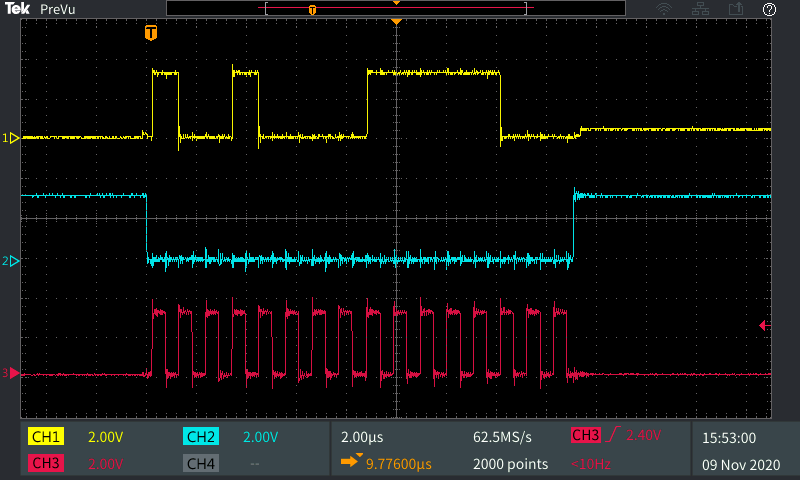 Tek PreVu
T
T
1
2
3
CH1 2.00V CH2 2.00V 2.00µs 62.5MS/s CH3 2.40V 15:53:00
CH3 2.00V CH4 -- 9.77600µs 2000 points <10Hz 09 Nov 2020